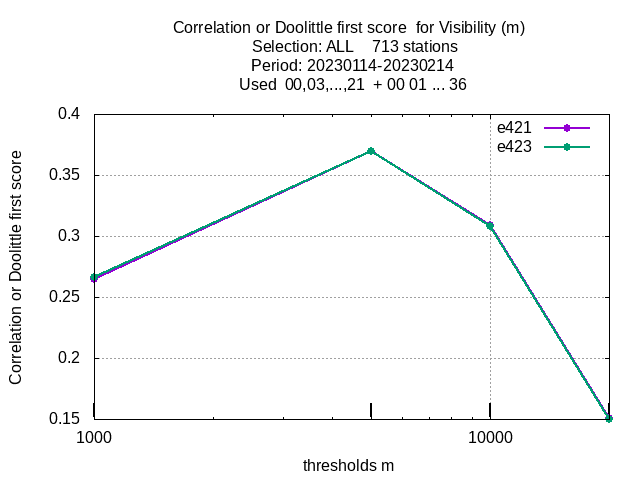 Correlation or Doolittle first score  for Visibility (m)
Selection: ALL    713 stations
Period: 20230114-20230214
Used  00,03,...,21  + 00 01 ... 36
Correlation or Doolittle first score
0.4
0.35
0.3
0.25
0.2
0.15
e421
e423
1000
10000
thresholds m